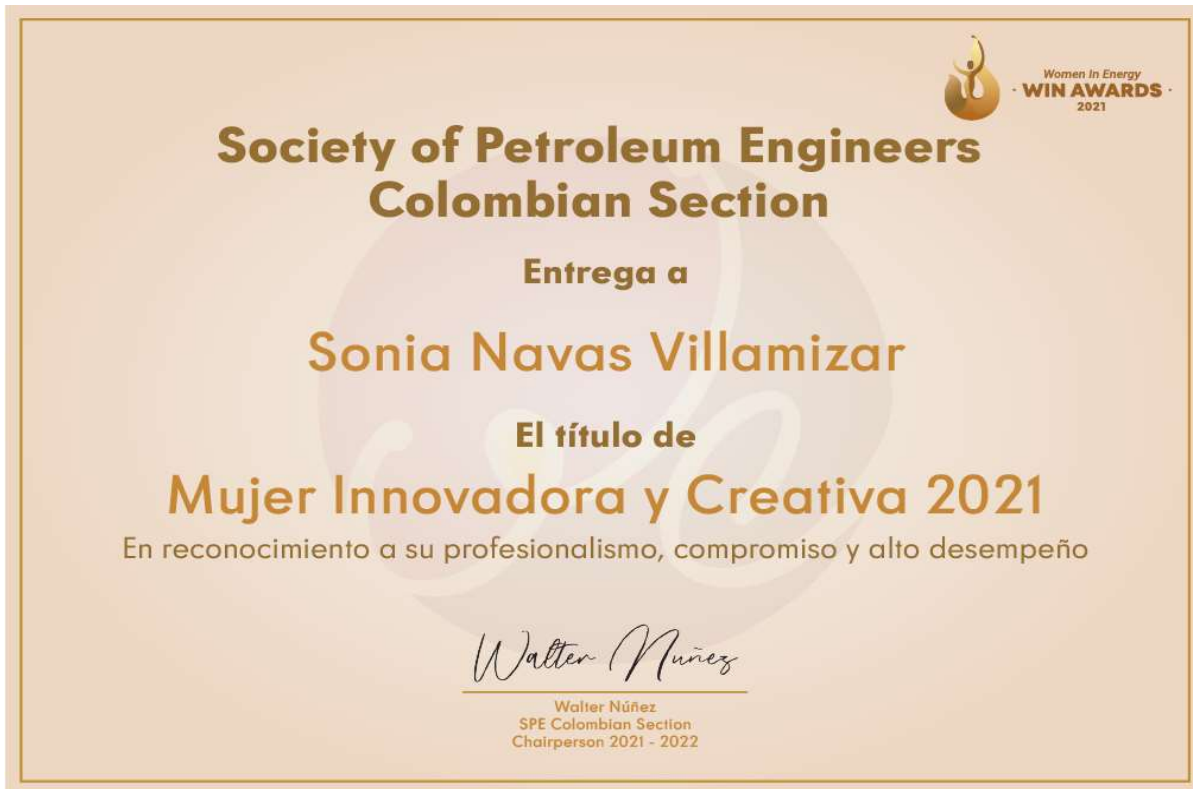 Women In Energy
· WIN AWARDS ·
2021
Society of Petroleum Engineers
Colombian Section
Entrega a
Sonia Navas Villamizar
El título de
Mujer Innovadora y Creativa 2021
En reconocimiento a su profesionalismo, compromiso y alto desempeño
Walter Nuñez
Walter Núñez
SPE Colombian Section
Chairperson 2021 - 2022